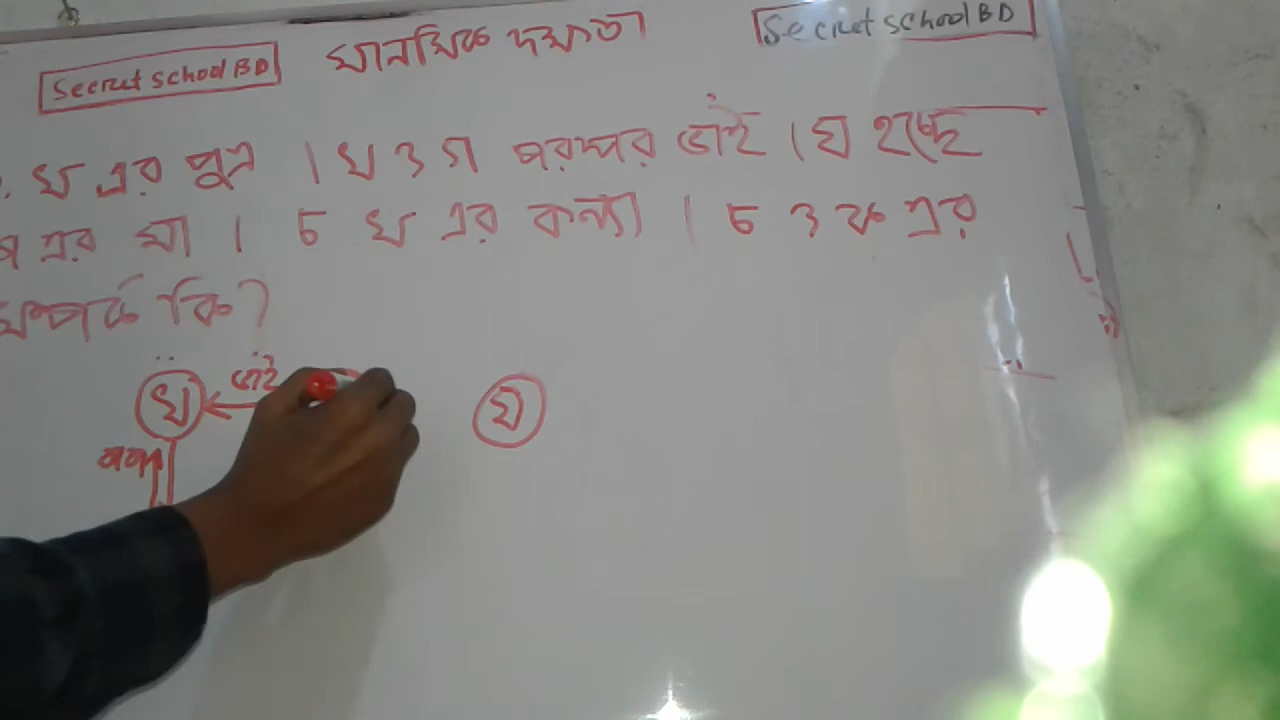 Secret School BD
মানসিক দক্ষতা
Secret School BD
খ এর পুত্র । খ ও গ পরস্পর ভাই । ঘ হচ্ছে
এর মা । চ খ এর কন্যা । চ ও ক এর
সম্পর্ক কি?
খ ভাই ঘ